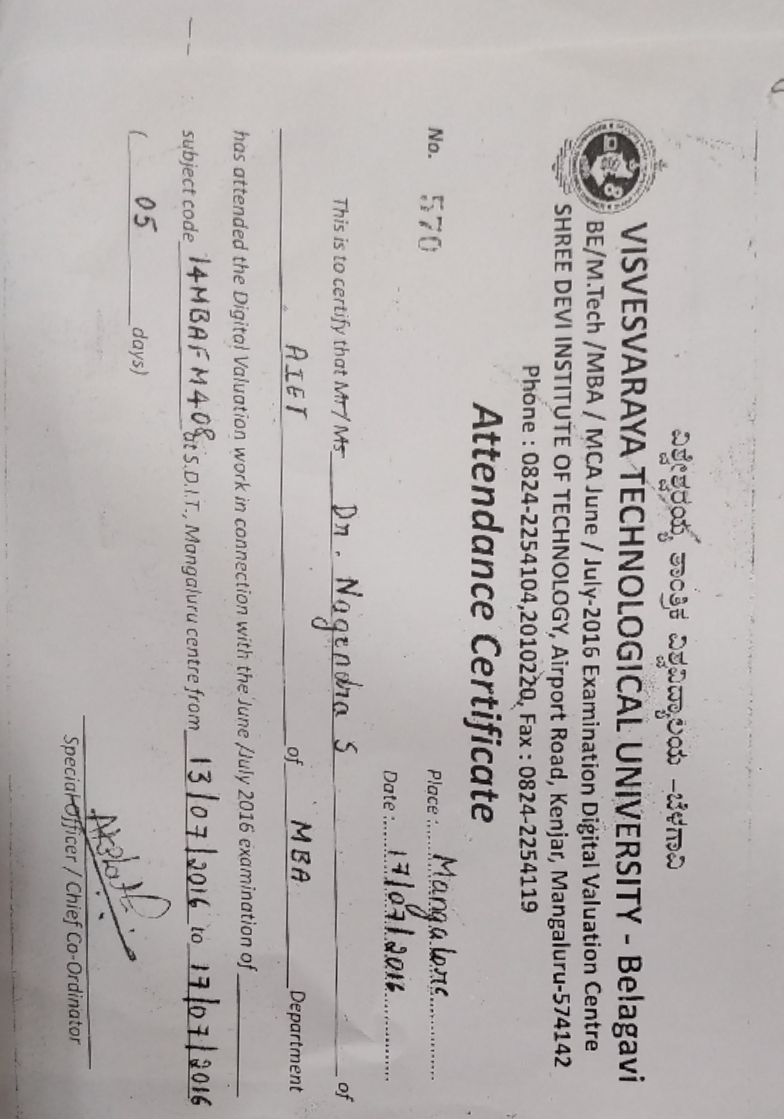 ವಿಶ್ವೇಶ್ವರಯ್ಯ ತಾಂತ್ರಿಕ ವಿಶ್ವವಿದ್ಯಾಲಯ -ಬೆಳಗಾವಿ
VISVESVARAYA TECHNOLOGICAL UNIVERSITY - Belagavi
BE/M.Tech /MBA / MCA June / July-2016 Examination Digital Valuation Centre
SHREE DEVI INSTITUTE OF TECHNOLOGY, Airport Road, Kenjar, Mangaluru-574142
Phone : 0824-2254104,2010220, Fax : 0824-2254119
Attendance Certificate
No. 570 Place : Mangalore
Date : 17/07/2016
This is to certify that Mr/Ms Dr. Nagendra S of
AIET of MBA Department
has attended the Digital Valuation work in connection with the June /July 2016 examination of
subject code 14MBAFM408 at S.D.I.T., Mangaluru centre from 13/07/2016 to 17/07/2016
( 05 days)
Special Officer / Chief Co-Ordinator